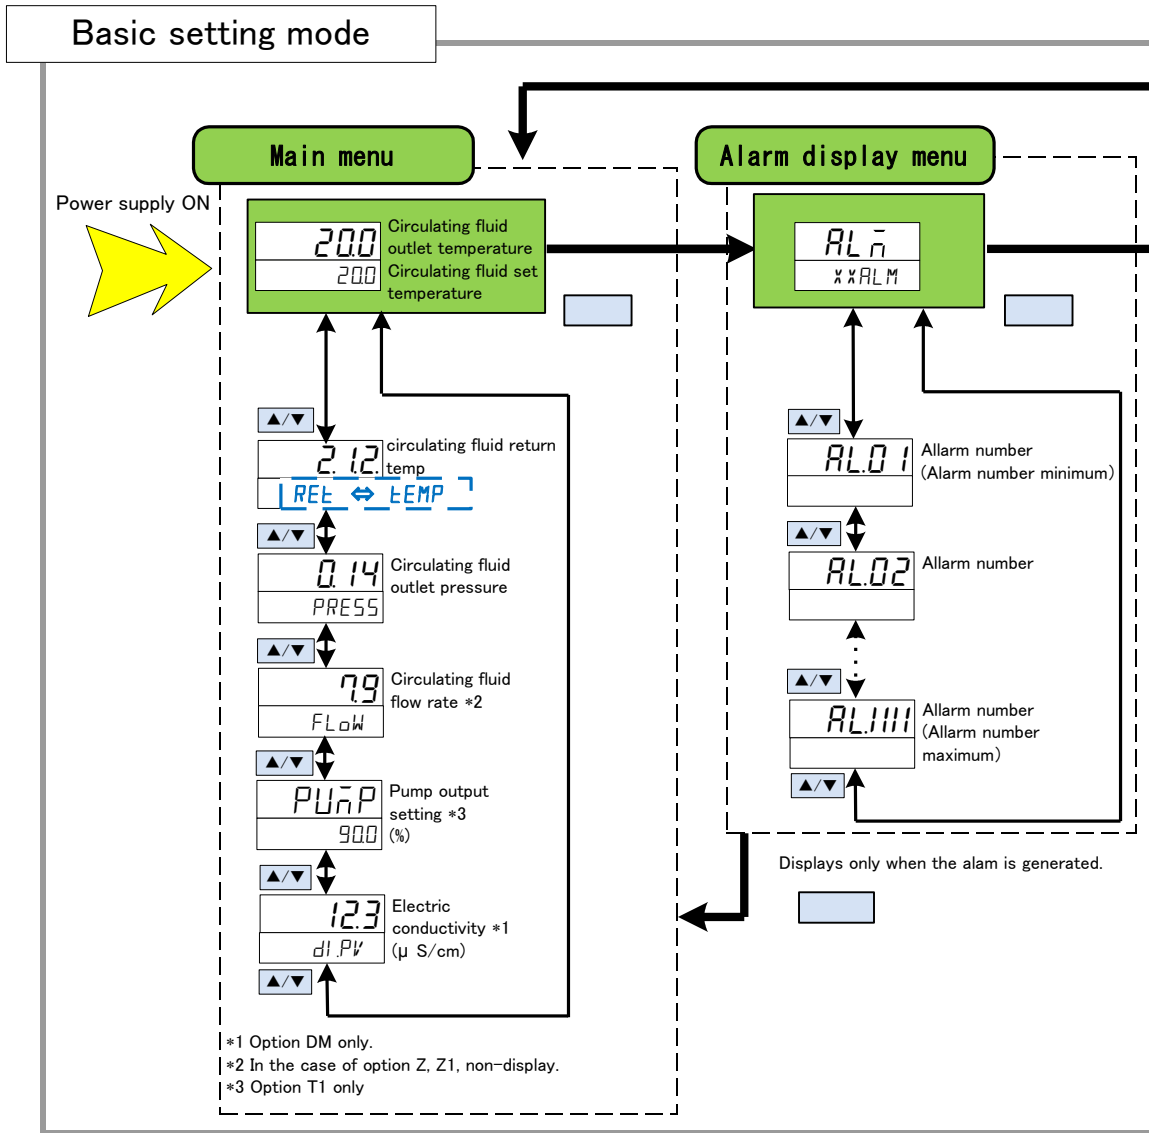 Basic setting mode
Main menu
Power supply ON
20.0
Circulating fluid
outlet temperature
20.0
Circulating fluid set
temperature
▲/▼
21.2.
circulating fluid return
temp
REt ⇔ tEMP
▲/▼
0.14
Circulating fluid
outlet pressure
PRESS
▲/▼
7.9
Circulating fluid
flow rate *2
FLoW
▲/▼
PUmP
Pump output
setting *3
90.0
(%)
▲/▼
12.3
Electric
conductivity *1
dI.PV
(μ S/cm)
▲/▼
*1 Option DM only.
*2 In the case of option Z, Z1, non-display.
*3 Option T1 only
Alarm display menu
ALm
××ALM
▲/▼
AL.01
Allarm number
(Alarm number minimum)
▲/▼
AL.02
Allarm number
▲/▼
AL.1111
Allarm number
(Allarm number
maximum)
▲/▼
Displays only when the alam is generated.